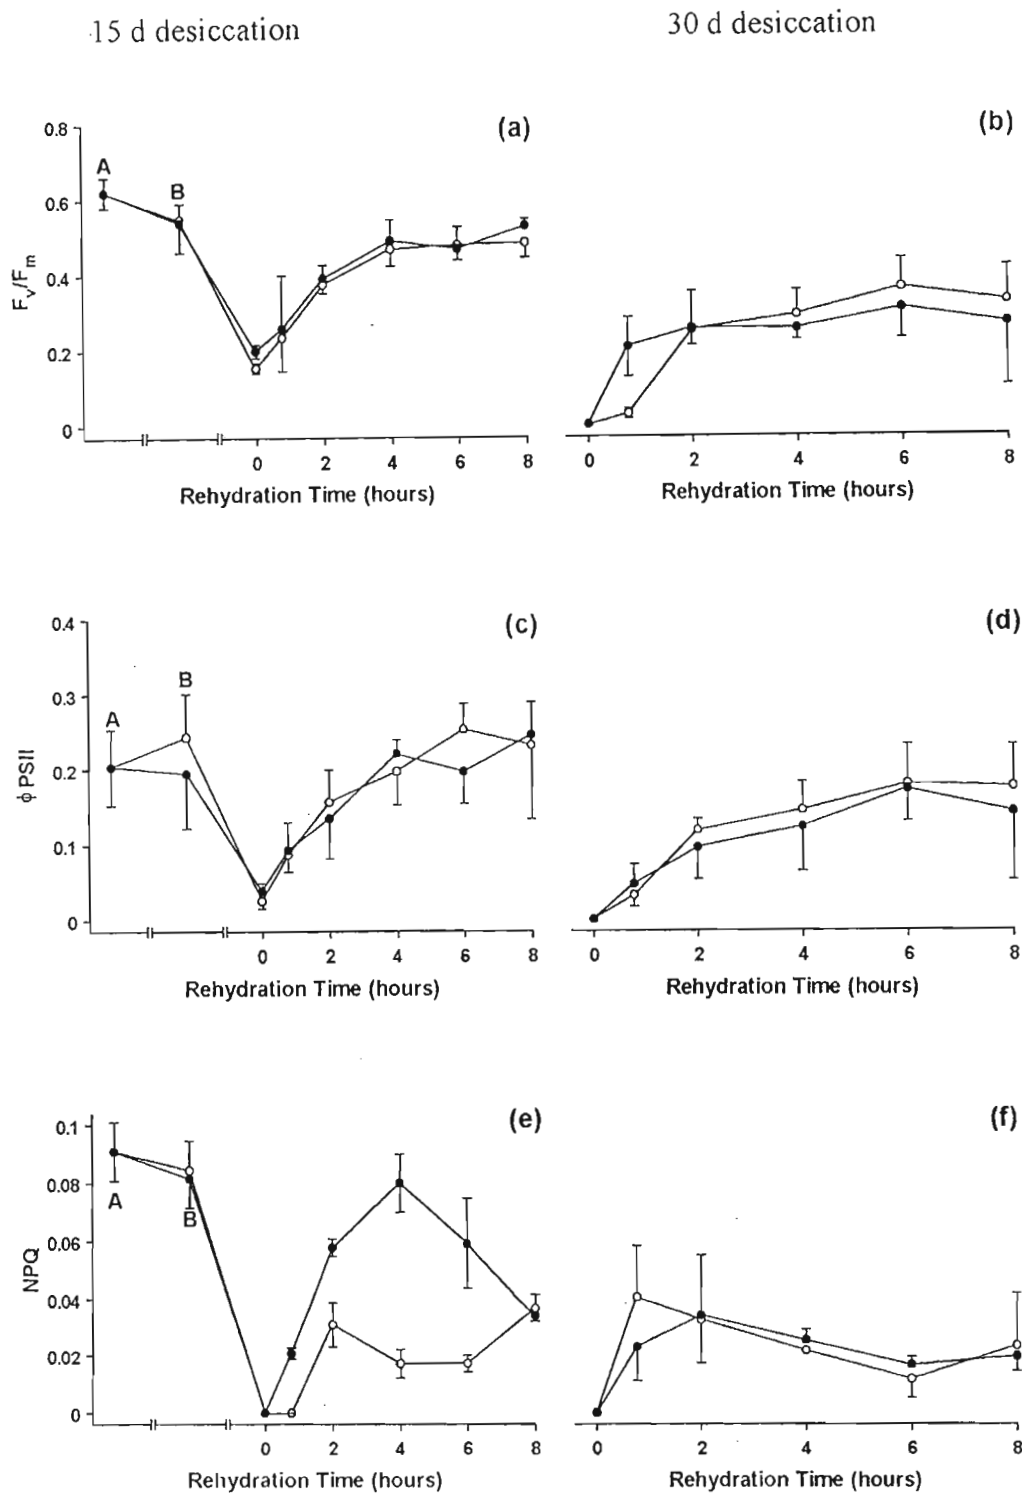 15 d desiccation
30 d desiccation
(a)
(b)
0.8
0.6
0.4
0.2
0
A
B
Fv/Fm
0 2 4 6 8
0 2 4 6 8
Rehydration Time (hours)
Rehydration Time (hours)
(c)
(d)
0.4
0.3
0.2
0.1
0
A
B
ϕ PSII
0 2 4 6 8
0 2 4 6 8
Rehydration Time (hours)
Rehydration Time (hours)
(e)
(f)
0.1
0.08
0.06
0.04
0.02
0
A
B
NPQ
0 2 4 6 8
0 2 4 6 8
Rehydration Time (hours)
Rehydration Time (hours)